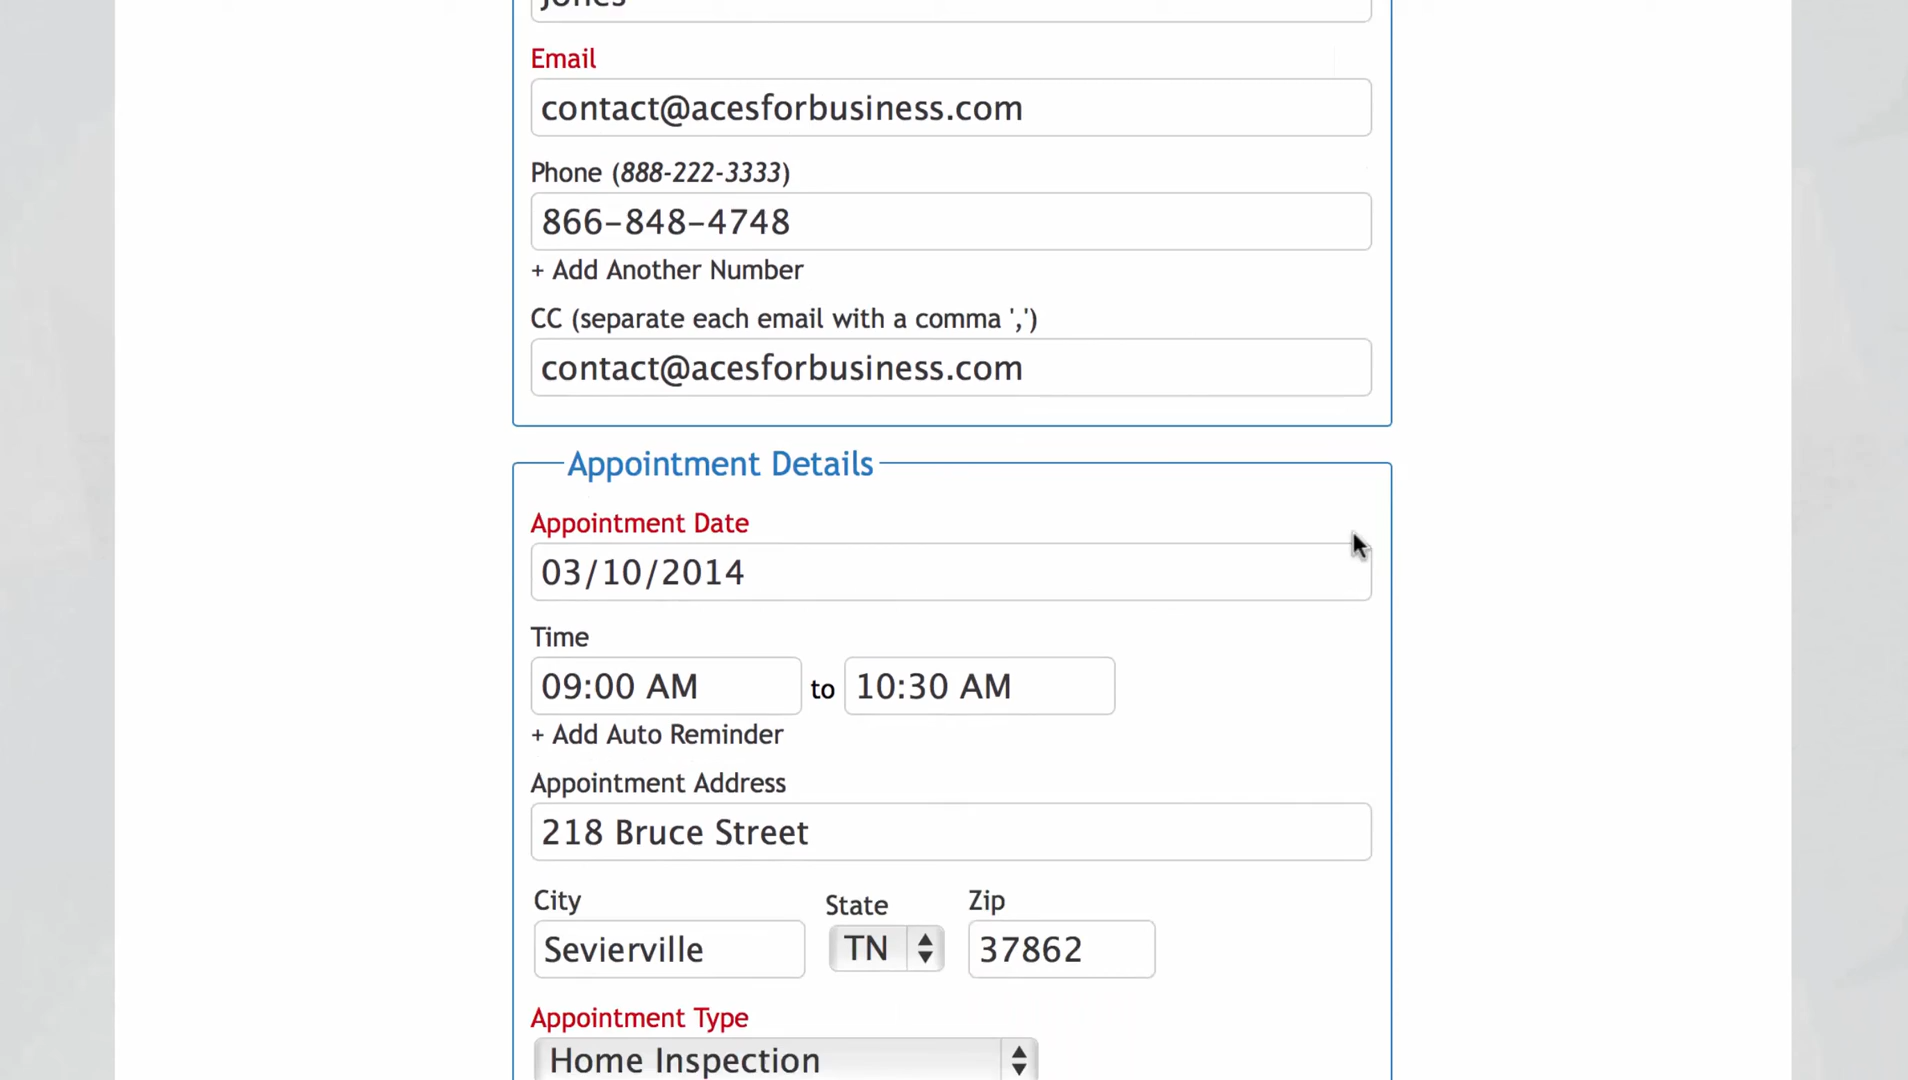 Jones
Email
contact@acesforbusiness.com
Phone (888-222-3333)
866-848-4748
+ Add Another Number
CC (separate each email with a comma ',')
contact@acesforbusiness.com
Appointment Details
Appointment Date
03/10/2014
Time
09:00 AM to 10:30 AM
+ Add Auto Reminder
Appointment Address
218 Bruce Street
City State Zip
Sevierville TN 37862
Appointment Type
Home Inspection